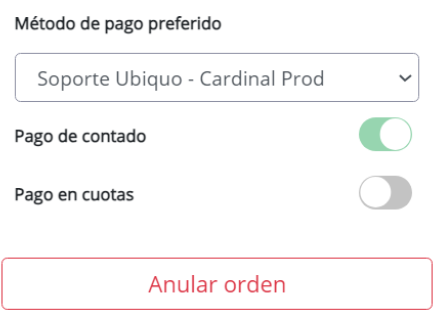 Método de pago preferido
Soporte Ubiquo - Cardinal Prod
Pago de contado
Pago en cuotas
Anular orden